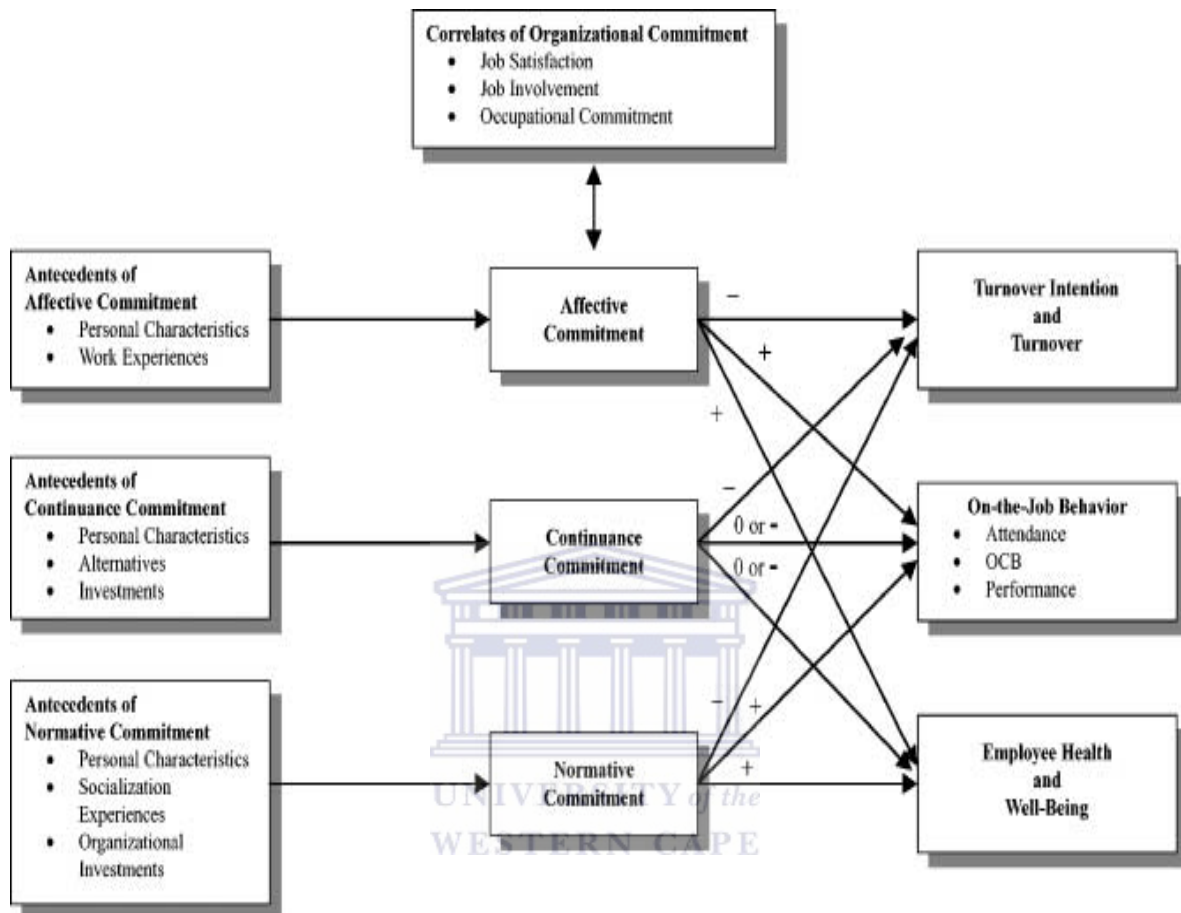 Correlates of Organizational Commitment
• Job Satisfaction
• Job Involvement
• Occupational Commitment
Antecedents of
Affective Commitment
• Personal Characteristics
• Work Experiences
Affective
Commitment
Turnover Intention
and
Turnover
−
+
+
Antecedents of
Continuance Commitment
• Personal Characteristics
• Alternatives
• Investments
Continuance
Commitment
−
0 or -
0 or -
On-the-Job Behavior
• Attendance
• OCB
• Performance
Antecedents of
Normative Commitment
• Personal Characteristics
• Socialization
Experiences
• Organizational
Investments
Normative
Commitment
−
+
+
Employee Health
and
Well-Being
UNIVERSITY of the
WESTERN CAPE